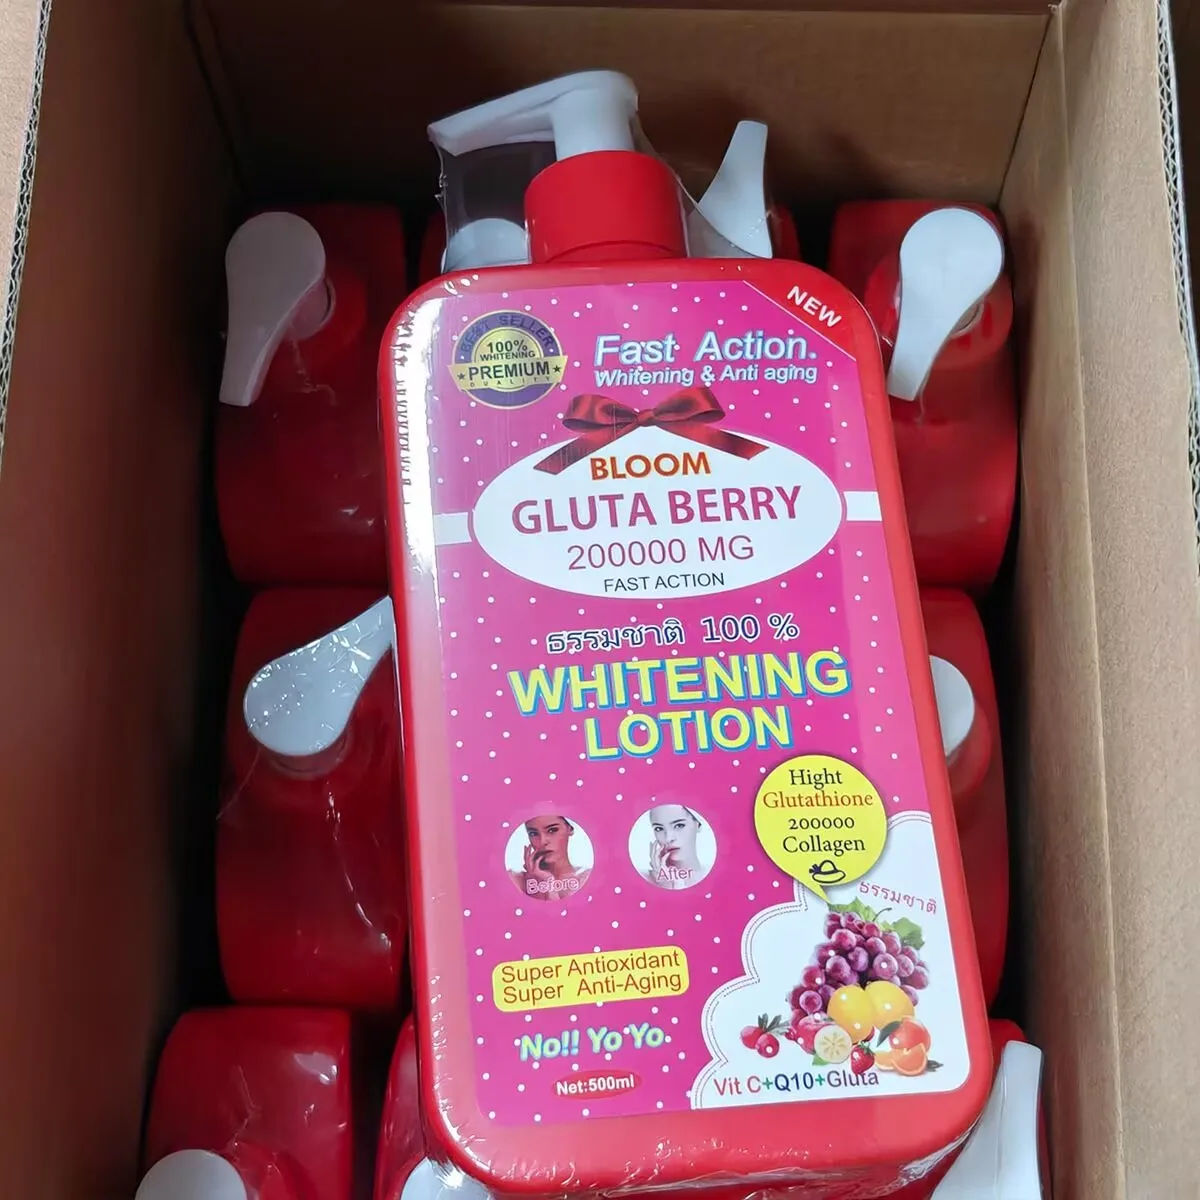 NEW
BEST SELLER
100%
WHITENING
PREMIUM
QUALITY
Fast Action.
Whitening & Anti aging
BLOOM
GLUTA BERRY
200000 MG
FAST ACTION
ธรรมชาติ 100 %
WHITENING
LOTION
Hight
Glutathione
200000
Collagen
Before
After
ธรรมชาติ
Super Antioxidant
Super Anti-Aging
No!! Yo Yo
Net:500ml
Vit C+Q10+Gluta